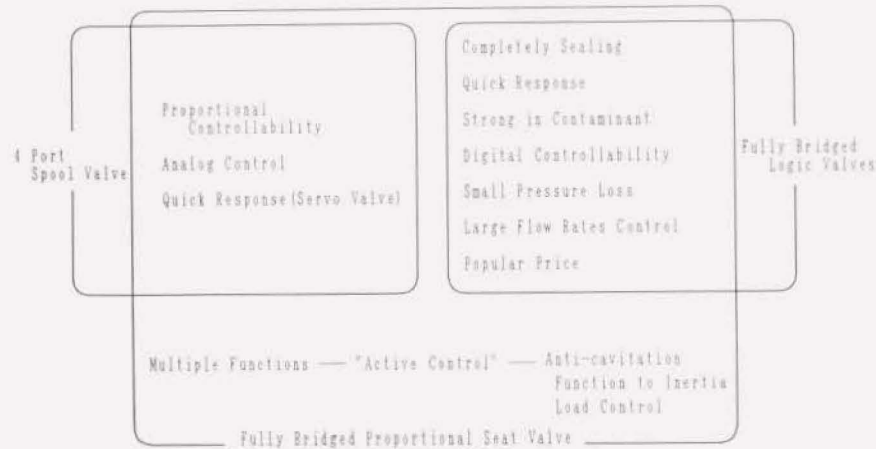 4 Port
Spool Valve
Proportional
Controllability
Analog Control
Quick Response(Servo Valve)
Completely Sealing
Quick Response
Strong in Contaminant
Digital Controllability
Small Pressure Loss
Large Flow Rates Control
Popular Price
Fully Bridged
Logic Valves
Multiple Functions — "Active Control" — Anti-cavitation
Function to Inertia
Load Control
Fully Bridged Proportional Seat Valve